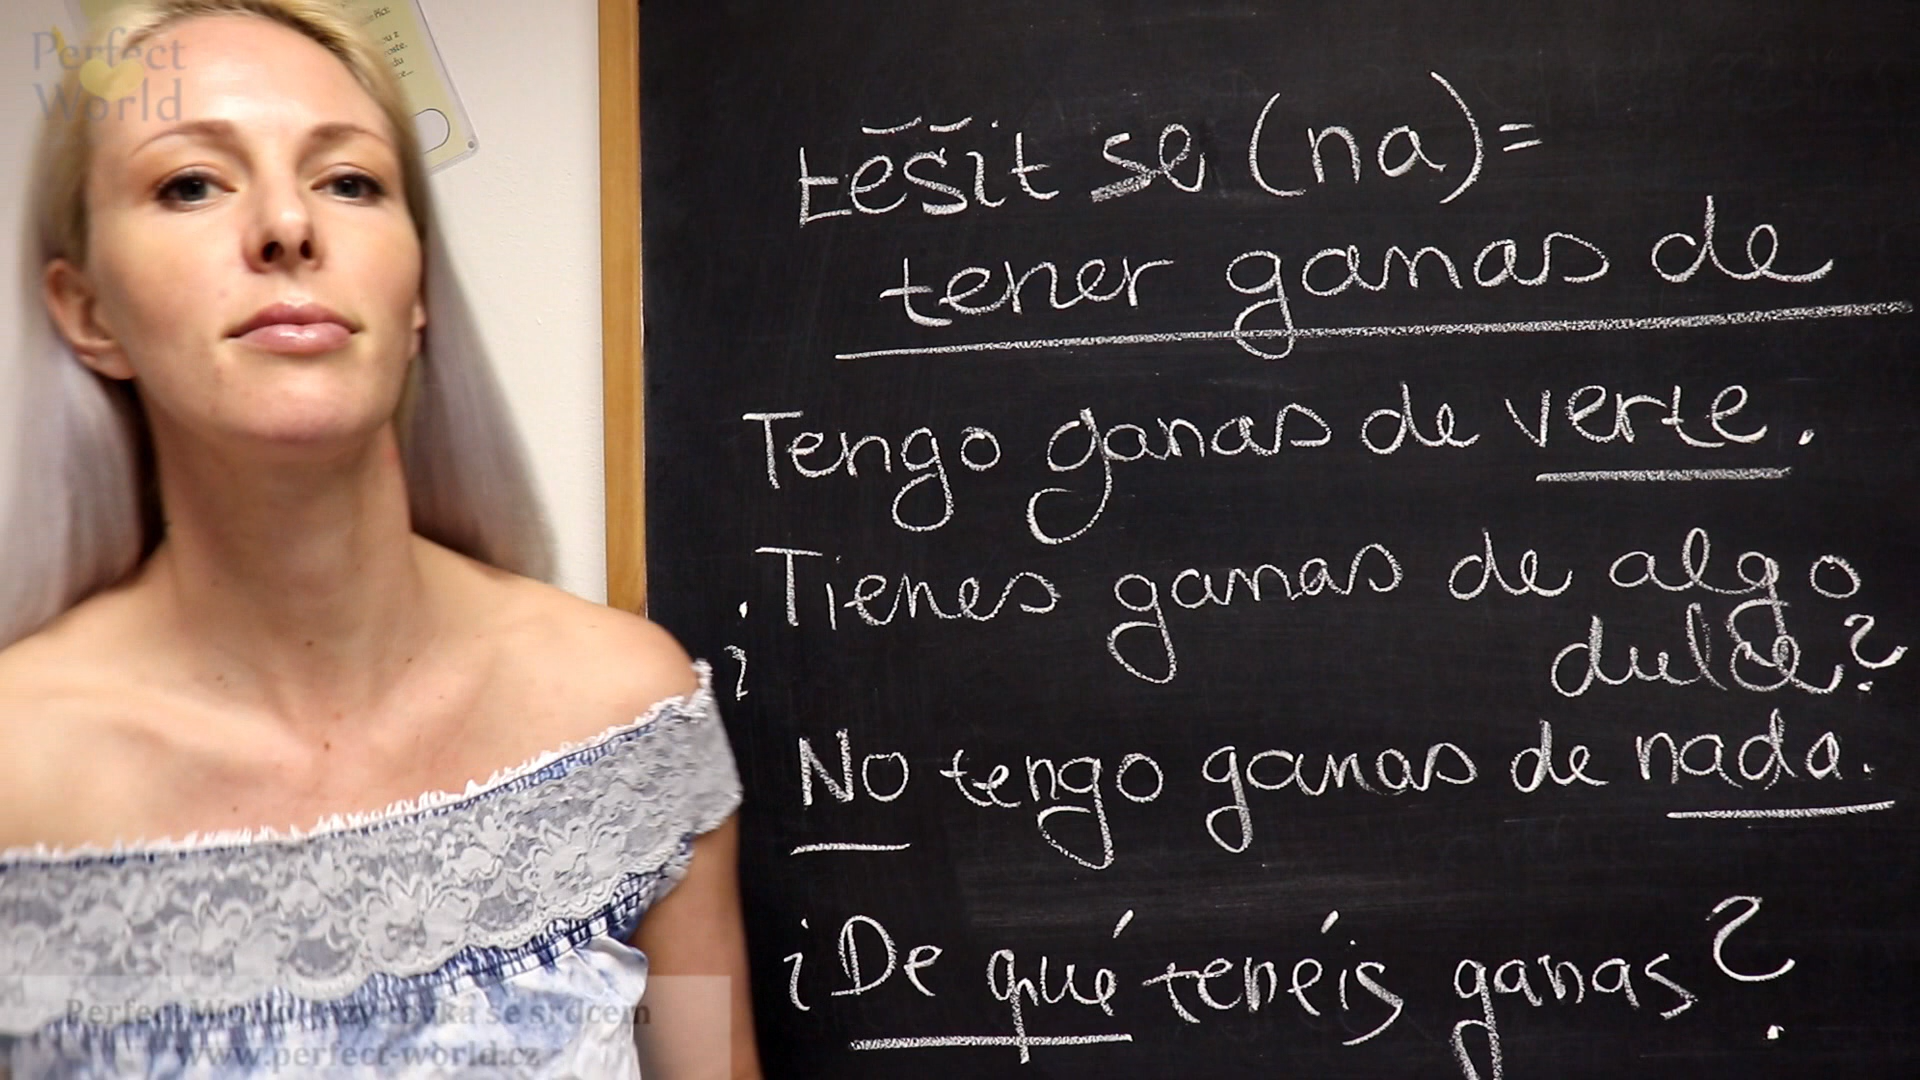 Perfect
World
těšit se (na) =
tener ganas de
Tengo ganas de verte.
¿Tienes ganas de algo
dulce?
No tengo ganas de nada.
¿De qué tenéis ganas?
www.perfect-world.cz